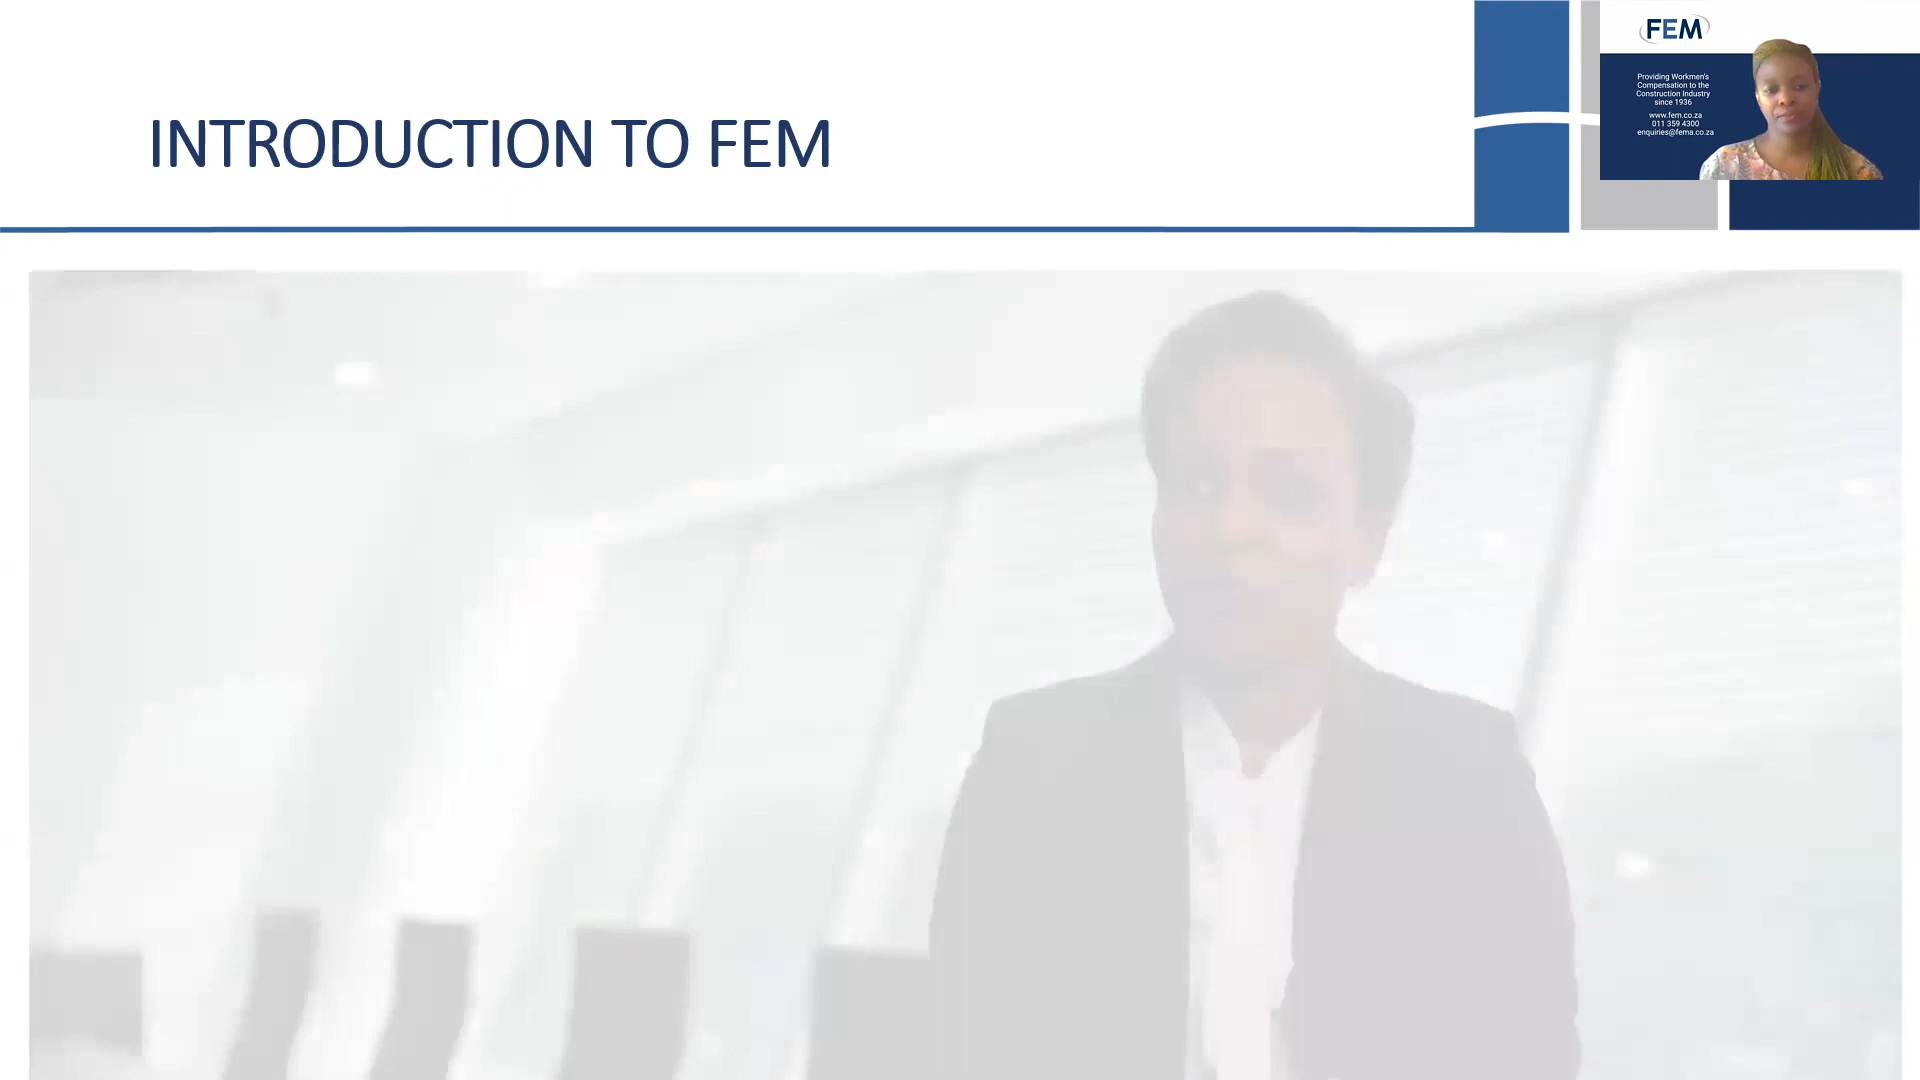 INTRODUCTION TO FEM
FEM
Providing Workmen's
Compensation to the
Construction Industry
since 1936
www.fem.co.za
011 359 4300
enquiries@fema.co.za